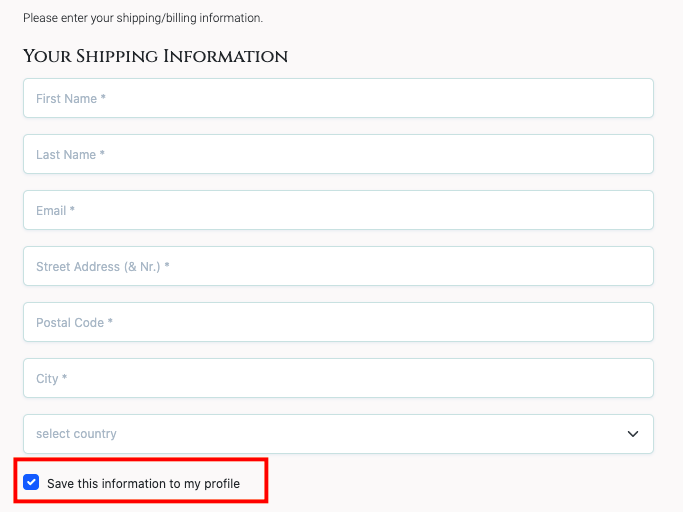 Please enter your shipping/billing information.
Your Shipping Information
First Name *
Last Name *
Email *
Street Address (& Nr.) *
Postal Code *
City *
select country
Save this information to my profile